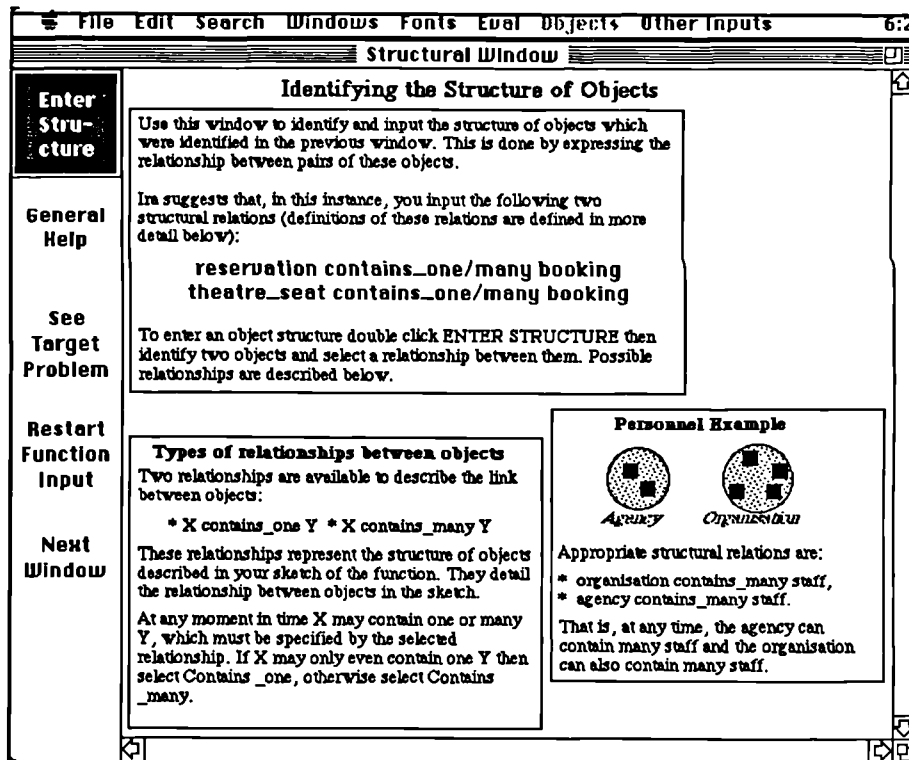 File Edit Search Windows Fonts Eval Objects Other Inputs 6:2
Structural Window
Enter
Stru-
cture
General
Help
See
Target
Problem
Restart
Function
Input
Next
Window
Identifying the Structure of Objects
Use this window to identify and input the structure of objects which
were identified in the previous window. This is done by expressing the
relationship between pairs of these objects.
Ira suggests that, in this instance, you input the following two
structural relations (definitions of these relations are defined in more
detail below):
reservation contains_one/many booking
theatre_seat contains_one/many booking
To enter an object structure double click ENTER STRUCTURE then
identify two objects and select a relationship between them. Possible
relationships are described below.
Types of relationships between objects
Two relationships are available to describe the link
between objects:
* X contains_one Y * X contains_many Y
These relationships represent the structure of objects
described in your sketch of the function. They detail
the relationship between objects in the sketch.
At any moment in time X may contain one or many
Y, which must be specified by the selected
relationship. If X may only even contain one Y then
select Contains _one, otherwise select Contains
_many.
Personnel Example
Agency Organisation
Appropriate structural relations are:
* organisation contains_many staff,
* agency contains_many staff.
That is, at any time, the agency can
contain many staff and the organisation
can also contain many staff.